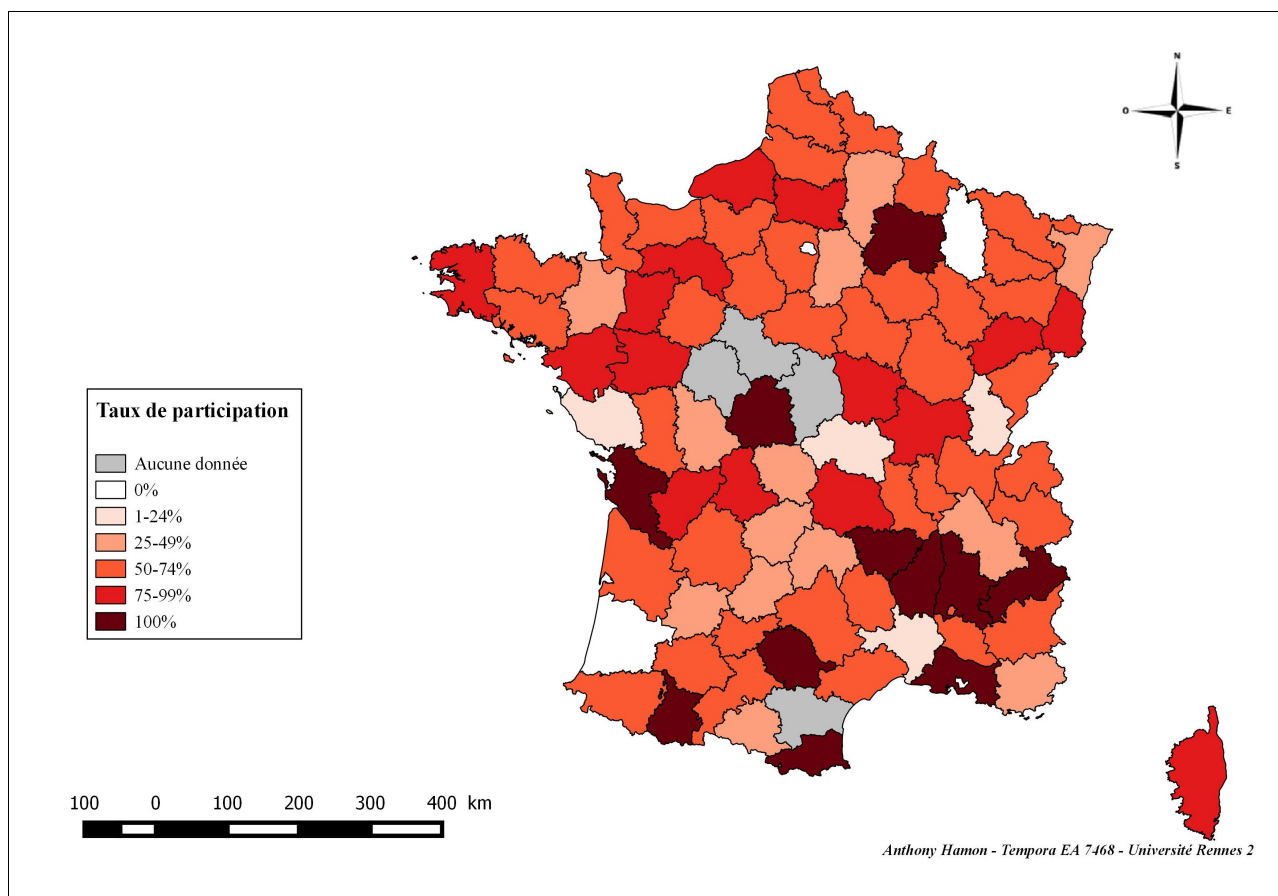 N
O
E
S
Taux de participation
Aucune donnée
0%
1-24%
25-49%
50-74%
75-99%
100%
100 0 100 200 300 400 km
Anthony Hamon - Tempora EA 7468 - Université Rennes 2